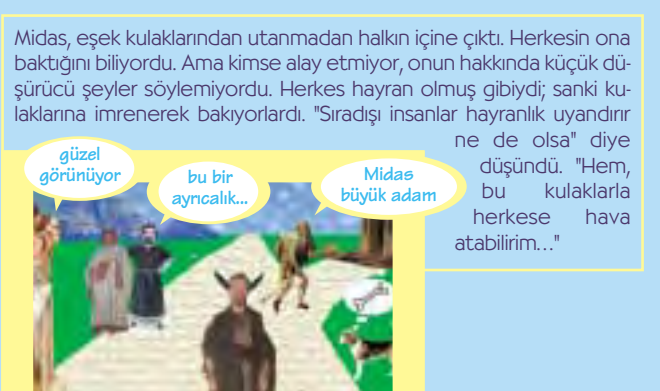 Midas, eşek kulaklarından utanmadan halkın içine çıktı. Herkesin ona
baktığını biliyordu. Ama kimse alay etmiyor, onun hakkında küçük dü-
şürücü şeyler söylemiyordu. Herkes hayran olmuş gibiydi; sanki ku-
laklarına imrenerek bakıyorlardı. "Sıradışı insanlar hayranlık uyandırır
ne de olsa" diye
düşündü. "Hem,
bu kulaklarla
herkese hava
atabilirim..."
güzel
görünüyor
bu bir
ayrıcalık...
Midas
büyük adam